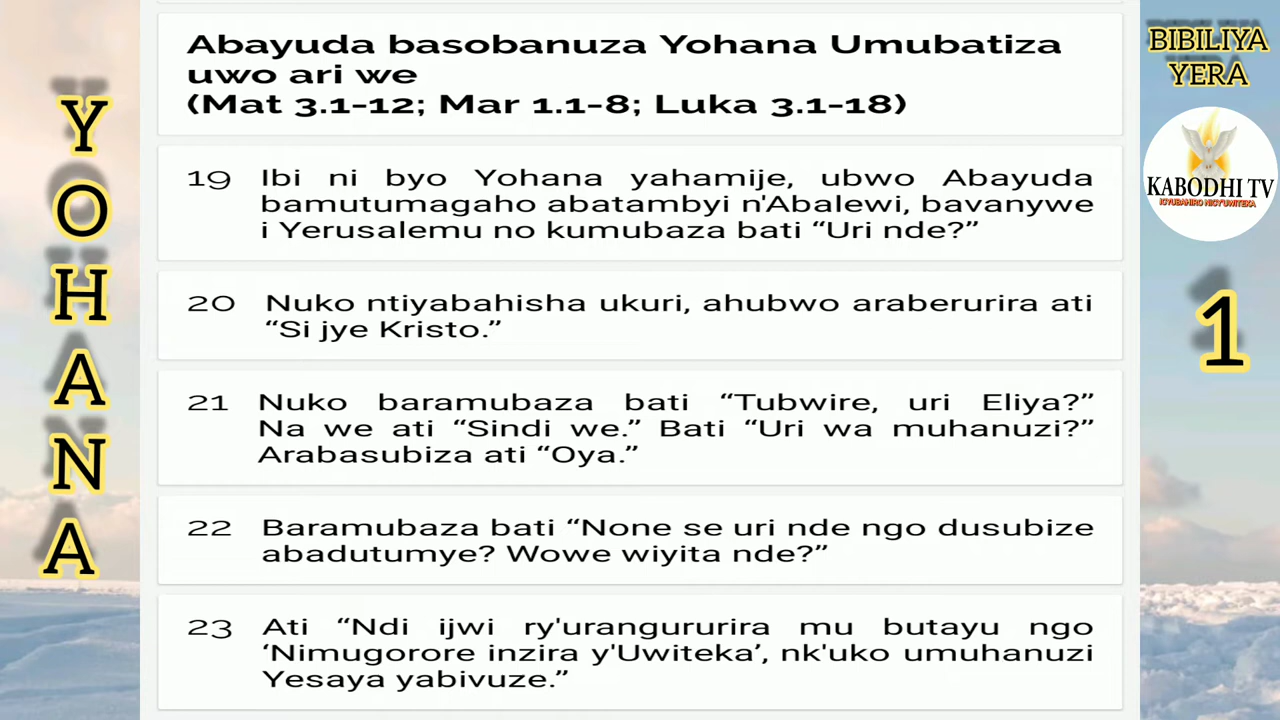 YOHANA
Abayuda basobanuza Yohana Umubatiza
uwo ari we
(Mat 3.1-12; Mar 1.1-8; Luka 3.1-18)
19 Ibi ni byo Yohana yahamije, ubwo Abayuda
bamutumagaho abatambyi n'Abalewi, bavanywe
i Yerusalemu no kumubaza bati “Uri nde?”
20 Nuko ntiyabahisha ukuri, ahubwo araberurira ati
“Si jye Kristo.”
21 Nuko baramubaza bati “Tubwire, uri Eliya?”
Na we ati “Sindi we.” Bati “Uri wa muhanuzi?”
Arabasubiza ati “Oya.”
22 Baramubaza bati “None se uri nde ngo dusubize
abadutumye? Wowe wiyita nde?”
23 Ati “Ndi ijwi ry'urangururira mu butayu ngo
‘Nimugorore inzira y'Uwiteka’, nk'uko umuhanuzi
Yesaya yabivuze.”
BIBILIYA
YERA
KABODHI TV
ICYUBAHIRO NICY'UWITEKA
1